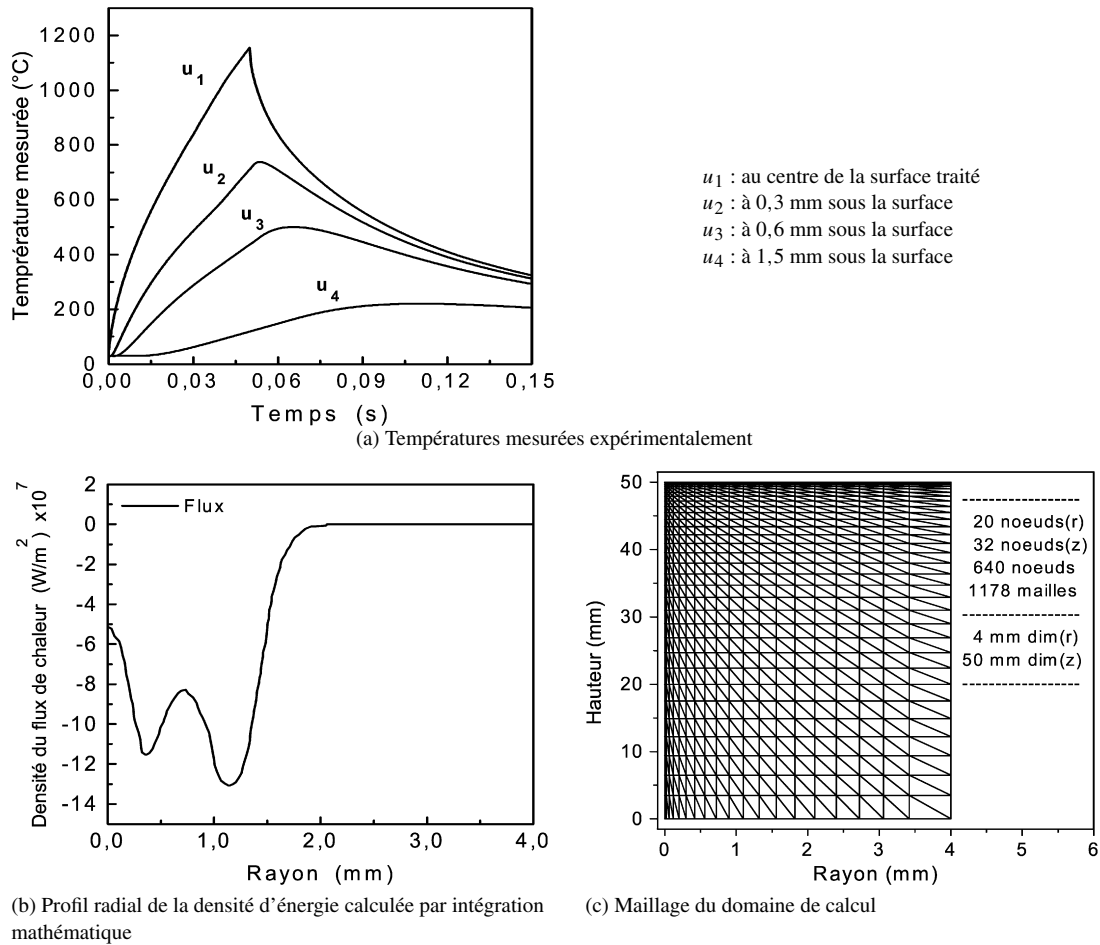 1200
1000
800
600
400
200
0
Temprérature mesurée (°C)
u1
u2
u3
u4
0,00 0,03 0,06 0,09 0,12 0,15
Temps (s)
u1 : au centre de la surface traité
u2 : à 0,3 mm sous la surface
u3 : à 0,6 mm sous la surface
u4 : à 1,5 mm sous la surface
(a) Températures mesurées expérimentalement
2
0
-2
-4
-6
-8
-10
-12
-14
Densité du flux de chaleur (W/m2) x10 7
Flux
0,0 1,0 2,0 3,0 4,0
Rayon (mm)
(b) Profil radial de la densité d'énergie calculée par intégration
mathématique
50
40
30
20
10
0
Hauteur (mm)
20 noeuds(r)
32 noeuds(z)
640 noeuds
1178 mailles
4 mm dim(r)
50 mm dim(z)
0 1 2 3 4 5 6
Rayon (mm)
(c) Maillage du domaine de calcul